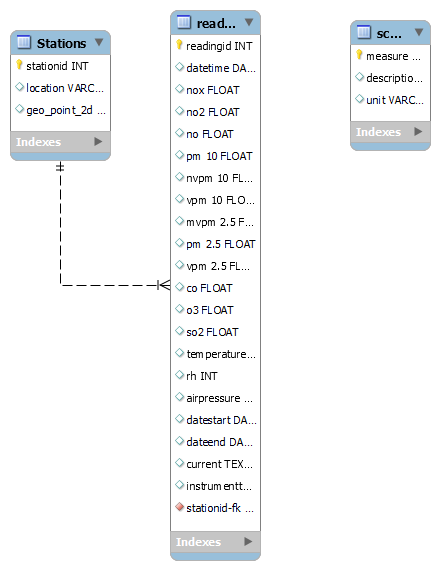 Stations
stationid INT
location VARC...
geo_point_2d ...
Indexes
read...
readingid INT
datetime DA...
nox FLOAT
no2 FLOAT
no FLOAT
pm 10 FLOAT
nvpm 10 FL...
vpm 10 FLO...
mvpm 2.5 F...
pm 2.5 FLOAT
vpm 2.5 FL...
co FLOAT
o3 FLOAT
so2 FLOAT
temperature...
rh INT
airpressure ...
datestart DA...
dateend DA...
current TEX...
instrumentt...
stationid-fk ...
Indexes
sc...
measure ...
descriptio...
unit VARC...
Indexes